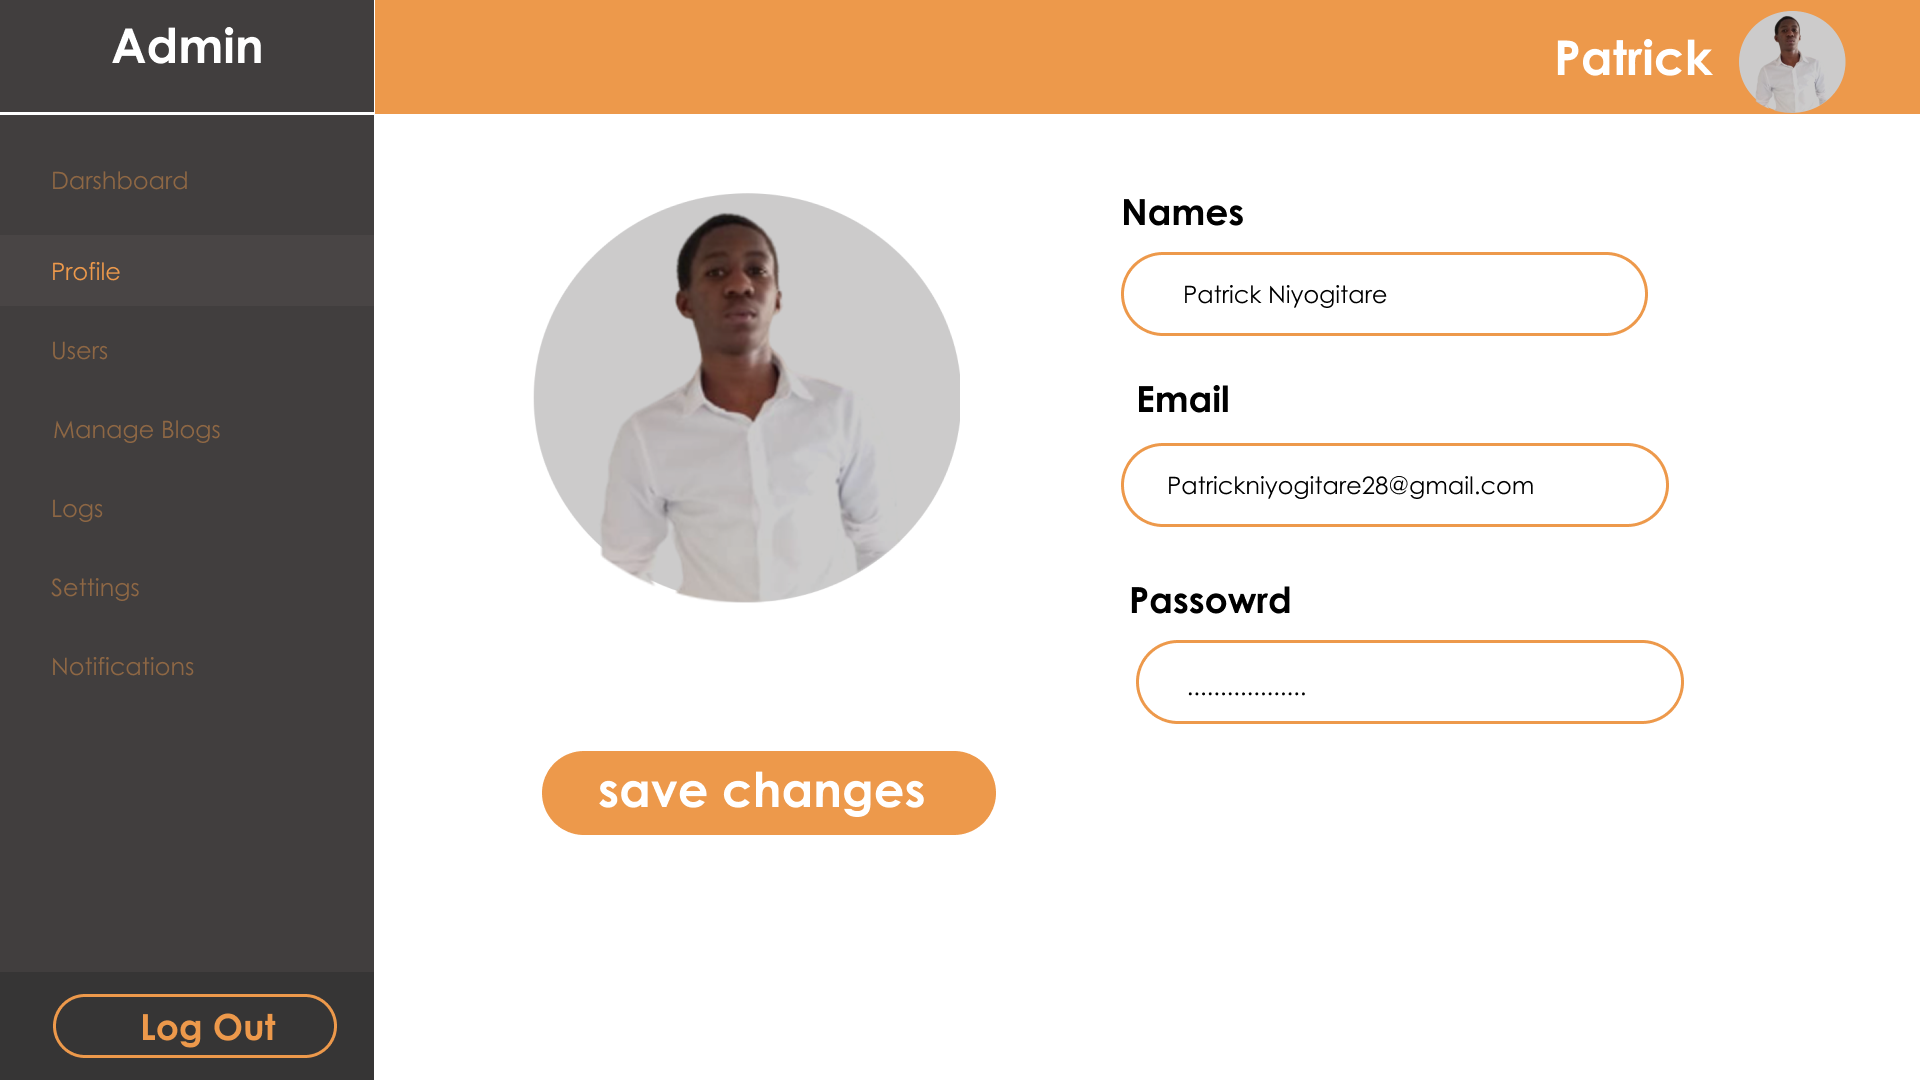 Admin
Patrick
Darshboard
Profile
Users
Manage Blogs
Logs
Settings
Notifications
Log Out
Names
Patrick Niyogitare
Email
Patrickniyogitare28@gmail.com
Passowrd
..................
save changes